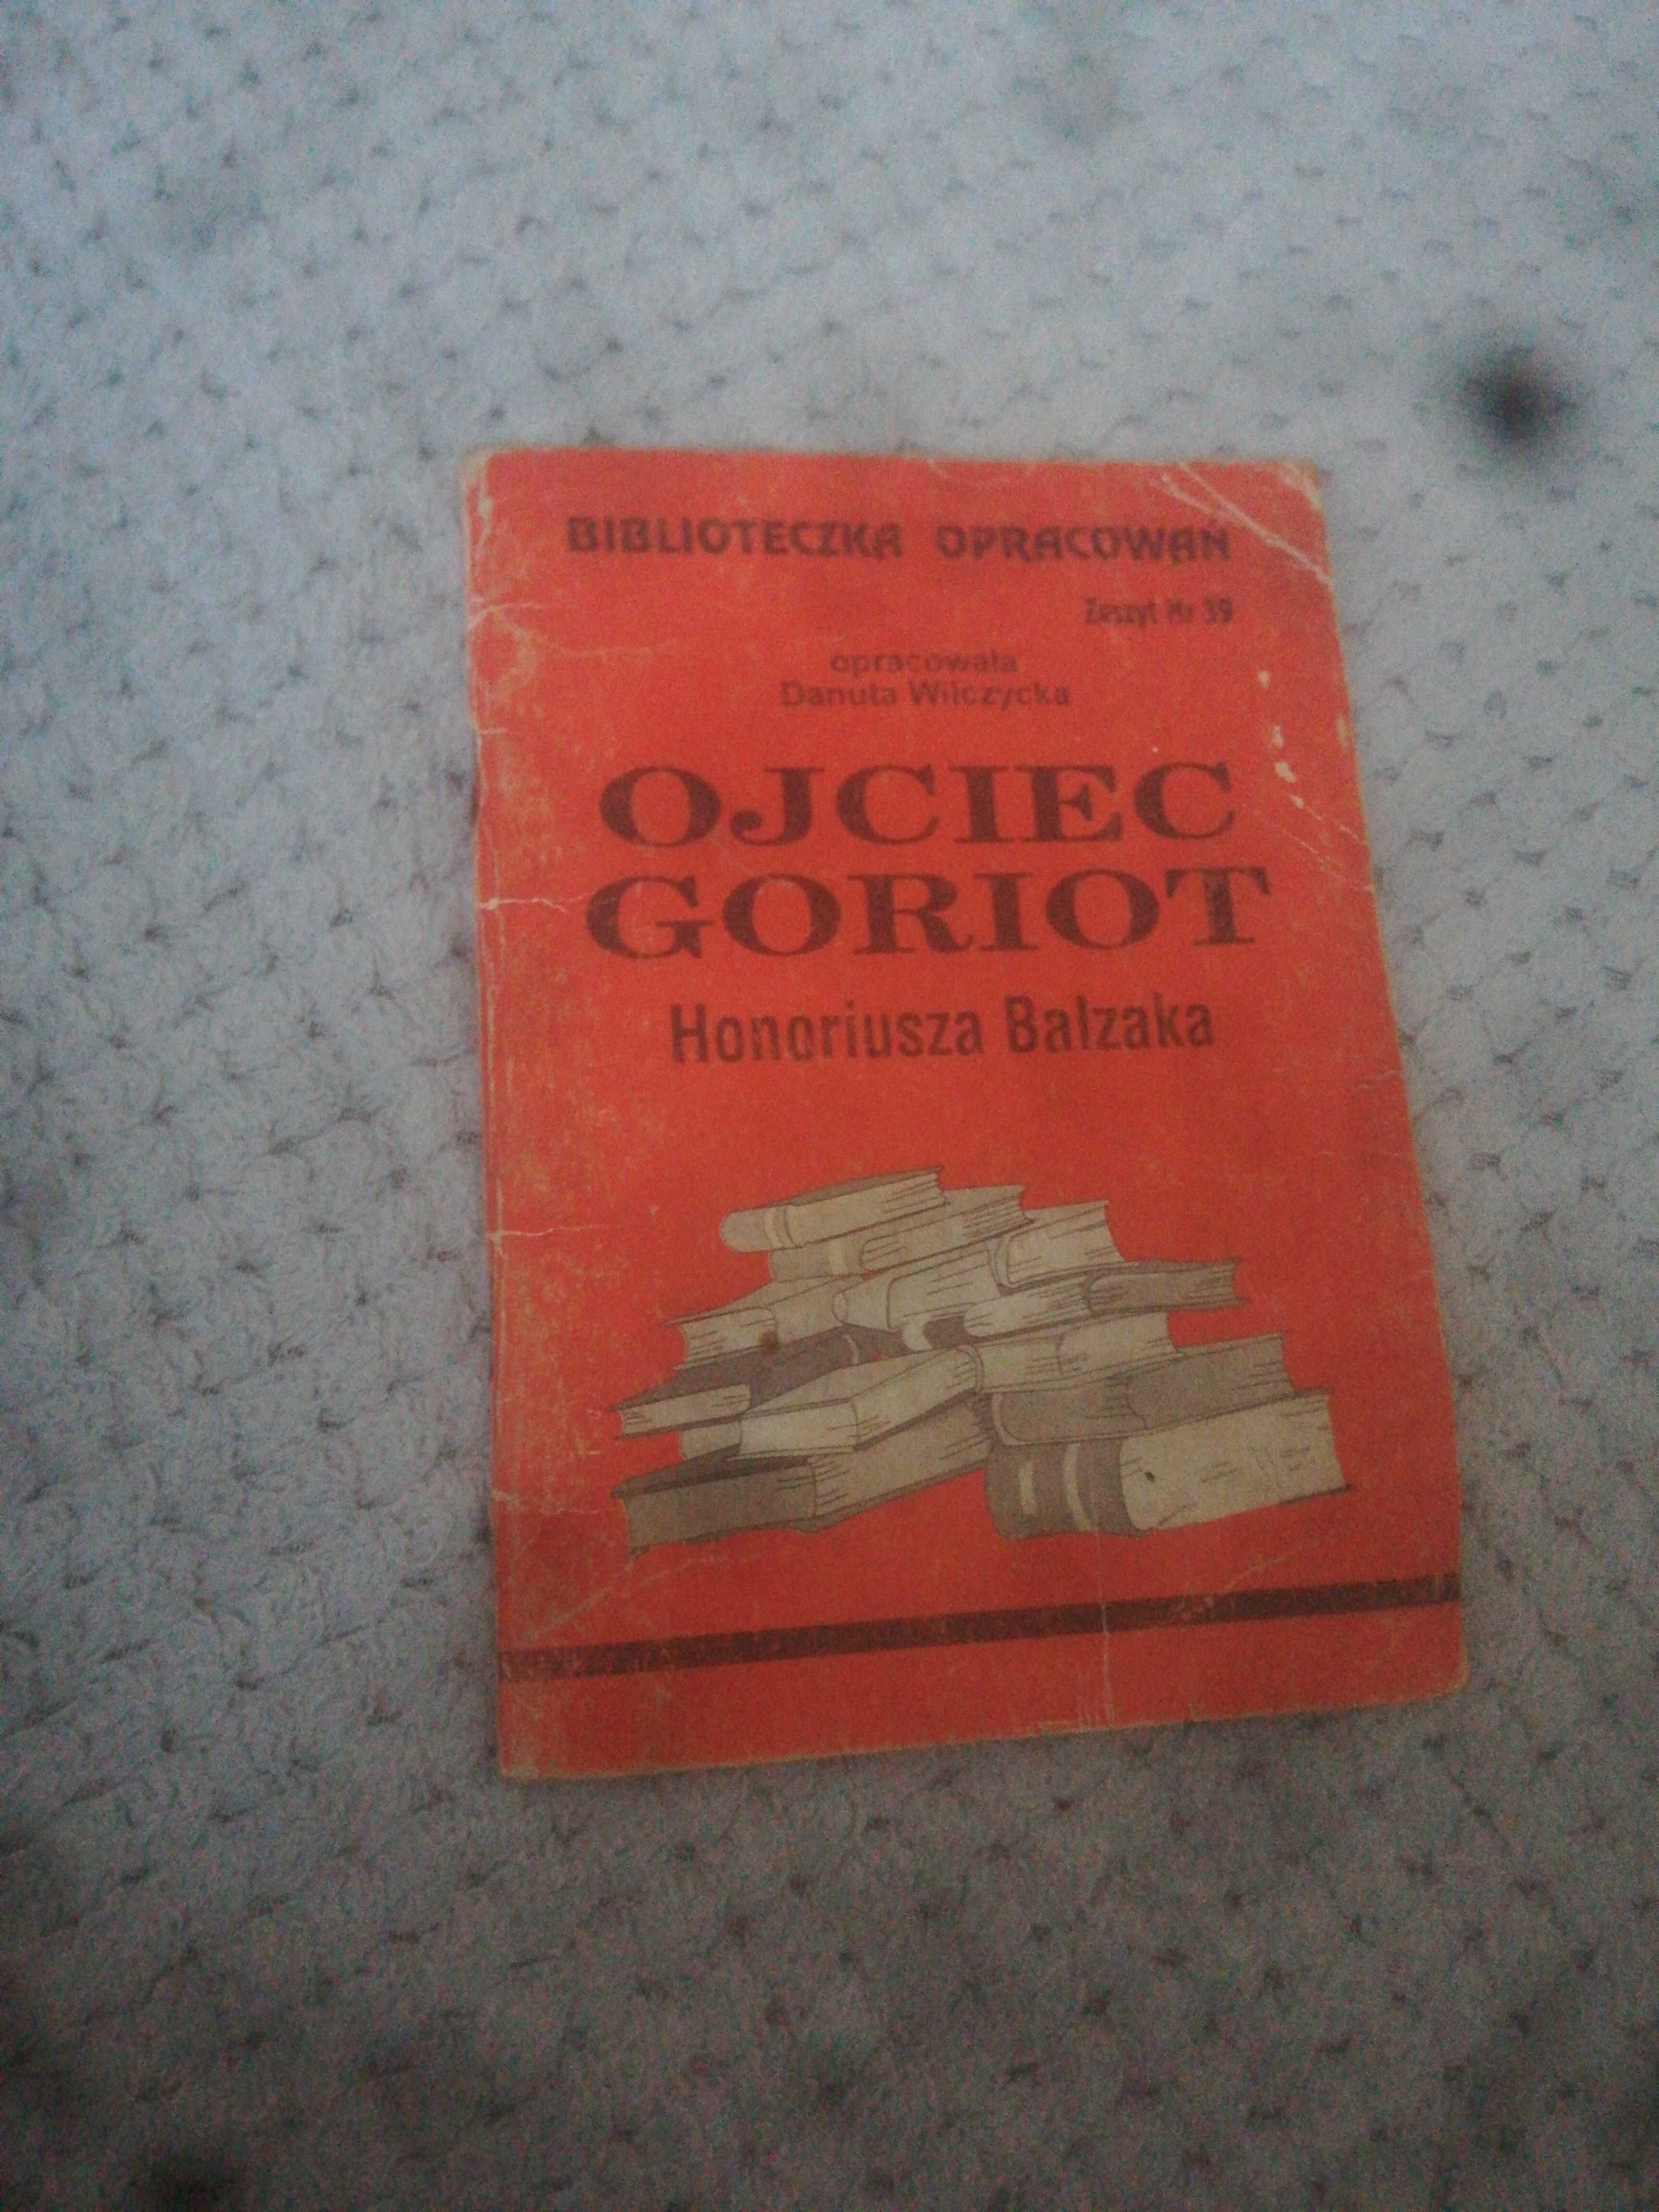 BIBLIOTECZKA OPRACOWAŃ
Zeszyt Nr 39
opracowała
Danuta Wilczycka
OJCIEC
GORIOT
Honoriusza Balzaka